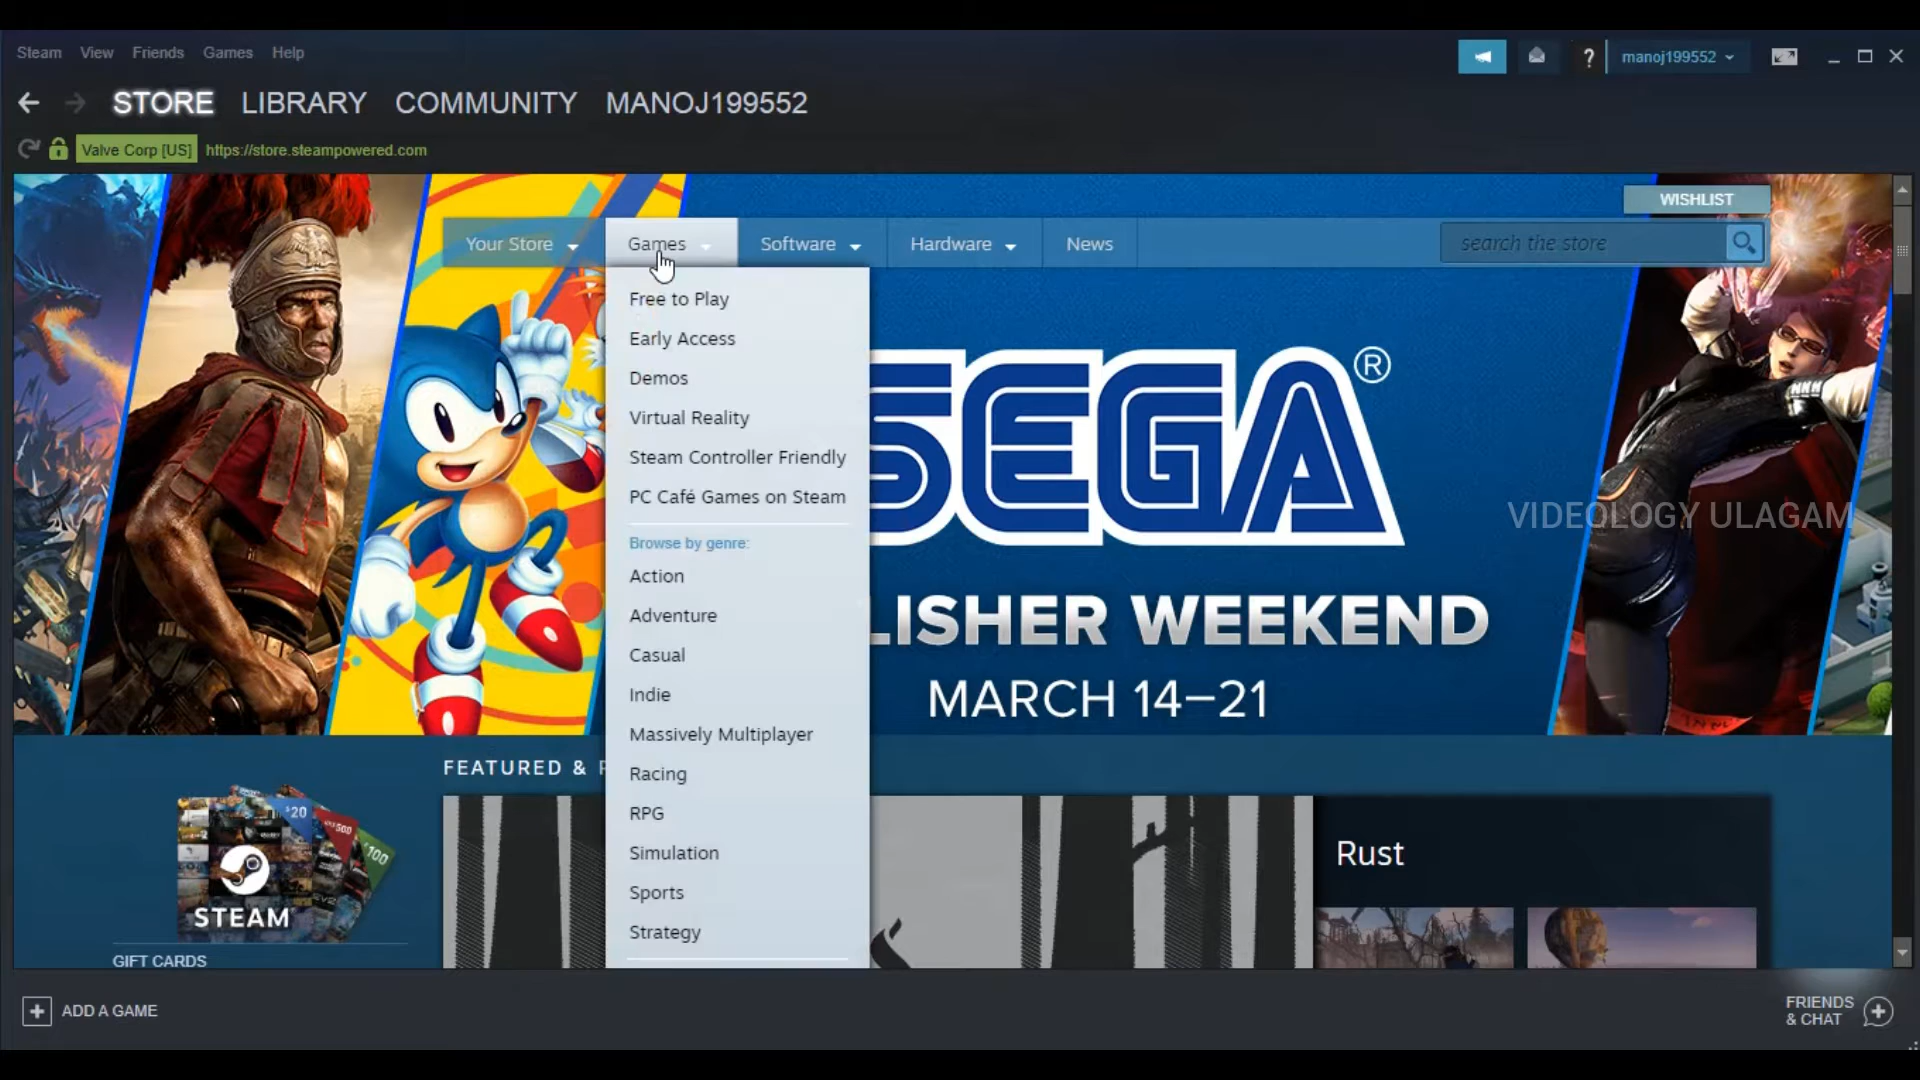 Steam View Friends Games Help
manoj199552
STORE LIBRARY COMMUNITY MANOJ199552
Valve Corp [US] https://store.steampowered.com
WISHLIST
Your Store Games Software Hardware News
search the store
Free to Play
Early Access
Demos
Virtual Reality
Steam Controller Friendly
PC Café Games on Steam
Browse by genre:
Action
Adventure
Casual
Indie
Massively Multiplayer
Racing
RPG
Simulation
Sports
Strategy
SEGA®
LISHER WEEKEND
MARCH 14–21
VIDEOLOGY ULAGAM
FEATURED &
$20
$100
STEAM
GIFT CARDS
Rust
ADD A GAME
FRIENDS
& CHAT